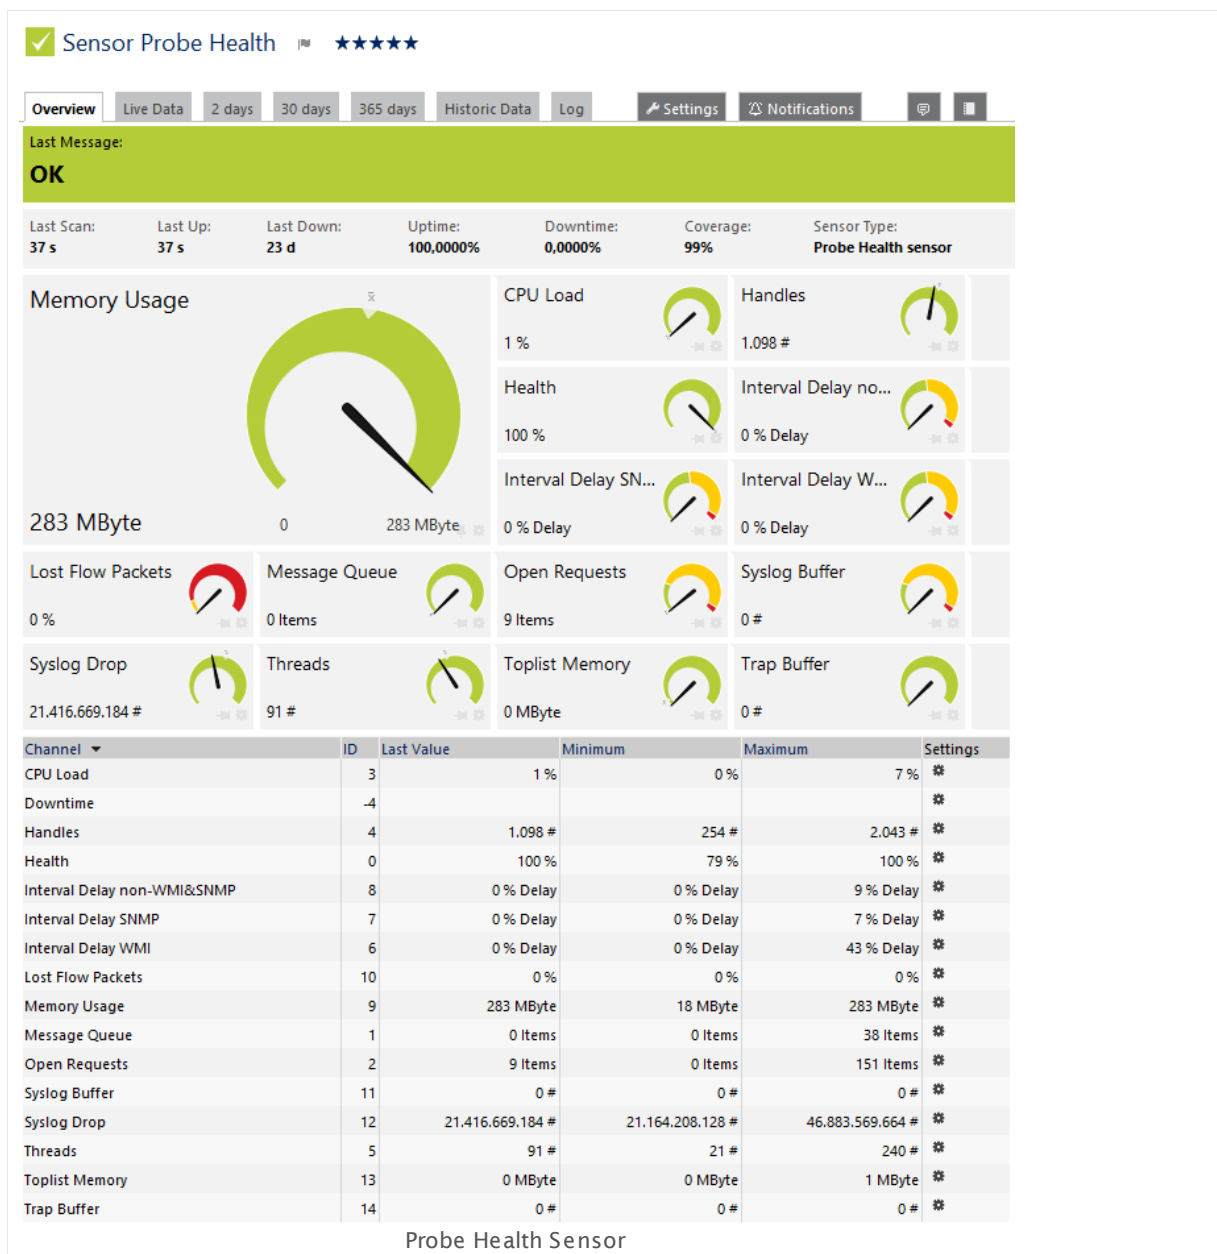 Sensor Probe Health ★★★★★
Overview Live Data 2 days 30 days 365 days Historic Data Log Settings Notifications
Last Message:
OK
Last Scan: Last Up: Last Down: Uptime: Downtime: Coverage: Sensor Type:
37 s 37 s 23 d 100,0000% 0,0000% 99% Probe Health sensor
Memory Usage
x̄
283 MByte
0 283 MByte
CPU Load
1 %
Handles
1.098 #
Health
100 %
Interval Delay no...
0 % Delay
Interval Delay SN...
0 % Delay
Interval Delay W...
0 % Delay
Lost Flow Packets
0 %
Message Queue
0 Items
Open Requests
9 Items
Syslog Buffer
0 #
Syslog Drop
21.416.669.184 #
Threads
91 #
Toplist Memory
0 MByte
Trap Buffer
0 #
Channel ID Last Value Minimum Maximum Settings
CPU Load 3 1 % 0 % 7 %
Downtime -4
Handles 4 1.098 # 254 # 2.043 #
Health 0 100 % 79 % 100 %
Interval Delay non-WMI&SNMP 8 0 % Delay 0 % Delay 9 % Delay
Interval Delay SNMP 7 0 % Delay 0 % Delay 7 % Delay
Interval Delay WMI 6 0 % Delay 0 % Delay 43 % Delay
Lost Flow Packets 10 0 % 0 % 0 %
Memory Usage 9 283 MByte 18 MByte 283 MByte
Message Queue 1 0 Items 0 Items 38 Items
Open Requests 2 9 Items 0 Items 151 Items
Syslog Buffer 11 0 # 0 # 0 #
Syslog Drop 12 21.416.669.184 # 21.164.208.128 # 46.883.569.664 #
Threads 5 91 # 21 # 240 #
Toplist Memory 13 0 MByte 0 MByte 1 MByte
Trap Buffer 14 0 # 0 # 0 #
Probe Health Sensor